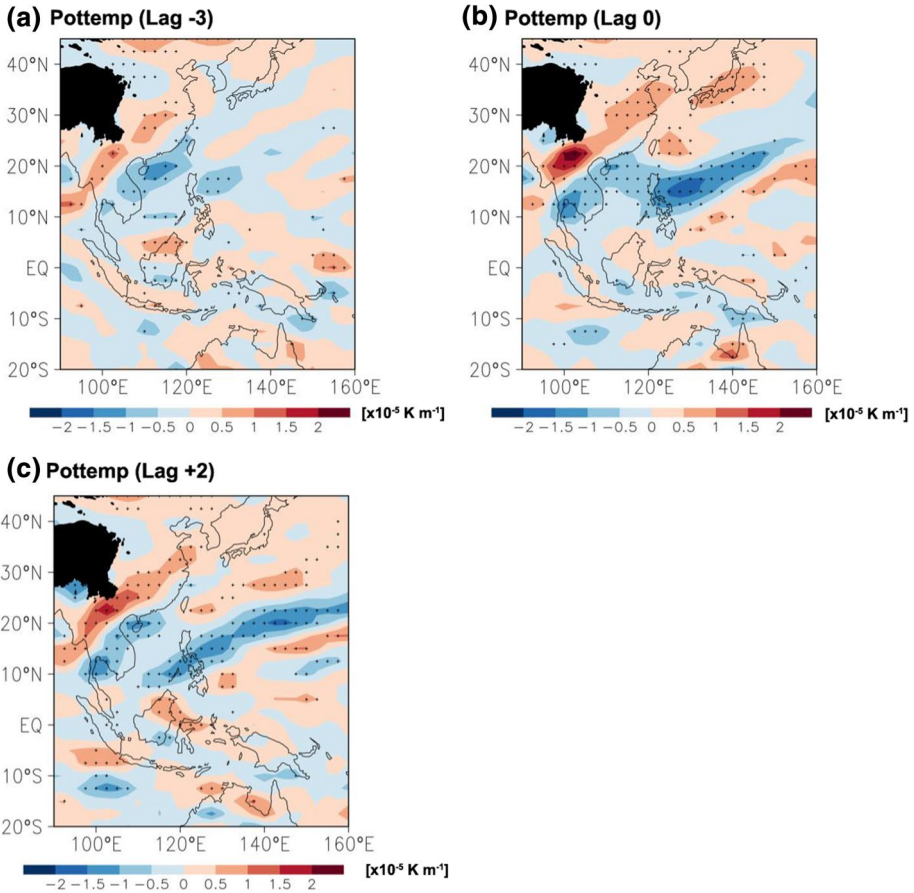 (a) Pottemp (Lag -3)
40°N
30°N
20°N
10°N
EQ
10°S
20°S
100°E 120°E 140°E 160°E
−2 −1.5 −1 −0.5 0 0.5 1 1.5 2 [x10⁻⁵ K m⁻¹]
(b) Pottemp (Lag 0)
40°N
30°N
20°N
10°N
EQ
10°S
20°S
100°E 120°E 140°E 160°E
−2 −1.5 −1 −0.5 0 0.5 1 1.5 2 [x10⁻⁵ K m⁻¹]
(c) Pottemp (Lag +2)
40°N
30°N
20°N
10°N
EQ
10°S
20°S
100°E 120°E 140°E 160°E
−2 −1.5 −1 −0.5 0 0.5 1 1.5 2 [x10⁻⁵ K m⁻¹]